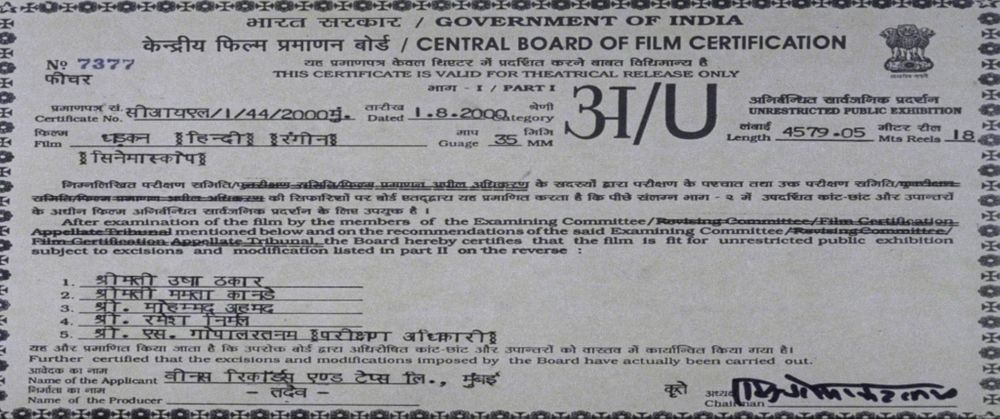 भारत सरकार / GOVERNMENT OF INDIA
केन्द्रीय फिल्म प्रमाणन बोर्ड / CENTRAL BOARD OF FILM CERTIFICATION
यह प्रमाणपत्र केवल थिएटर में प्रदर्शित करने बाबत विधिमान्य है
THIS CERTIFICATE IS VALID FOR THEATRICAL RELEASE ONLY
भाग - I / PART I
Nº 7377
फीचर
अ/U
अनिर्बन्धित सार्वजनिक प्रदर्शन
UNRESTRICTED PUBLIC EXHIBITION
प्रमाणपत्र सं. सीआयएल/1/44/2000मुं. तारीख 1.8.2000 श्रेणी
Certificate No. Dated Category
फिल्म धड़कन (हिन्दी) (रंगीन) माप 35 मिमि
Film Guage MM
लंबाई 4579.05 मीटर रील 18
Length Mts Reels
(सिनेमास्कोप)
निम्नलिखित परीक्षण समिति/पुनरीक्षण समिति/फिल्म प्रमाणन अपील अधिकरण के सदस्यों द्वारा परीक्षण के पश्चात तथा उक्त परीक्षण समिति/पुनरीक्षण
समिति/फिल्म प्रमाणन अपील अधिकरण की सिफारिशों पर बोर्ड एतद्द्वारा यह प्रमाणित करता है कि पीछे संलग्न भाग - २ में उपदर्शित कांट-छांट और उपान्तरों
के अधीन फिल्म अनिर्बन्धित सार्वजनिक प्रदर्शन के लिए उपयुक्त है ।
After examination of the film by the members of the Examining Committee/Revising Committee/Film Certification
Appellate Tribunal mentioned below and on the recommendations of the said Examining Committee/Revising Committee/
Film Certification Appellate Tribunal, the Board hereby certifies that the film is fit for unrestricted public exhibition
subject to excisions and modification listed in part II on the reverse :
1. श्रीमती उषा ठकार
2. श्रीमती ममता कानडे
3. श्री. मोहम्मद अहमद
4. श्री. रमेश निर्मल
5. श्री. एस. गोपालरतनम (परीक्षण अधिकारी)
यह और प्रमाणित किया जाता है कि उपरोक्त बोर्ड द्वारा अधिरोपित कांट-छांट और उपान्तरों को वास्तव में कार्यान्वित किया गया है।
Further certified that the excisions and modifications imposed by the Board have actually been carried out.
आवेदक का नाम
Name of the Applicant वीनस रिकार्डस् एण्ड टेप्स लि., मुंबई
निर्माता का नाम
Name of the Producer - तदैव -
कृते अध्यक्ष
Chairman